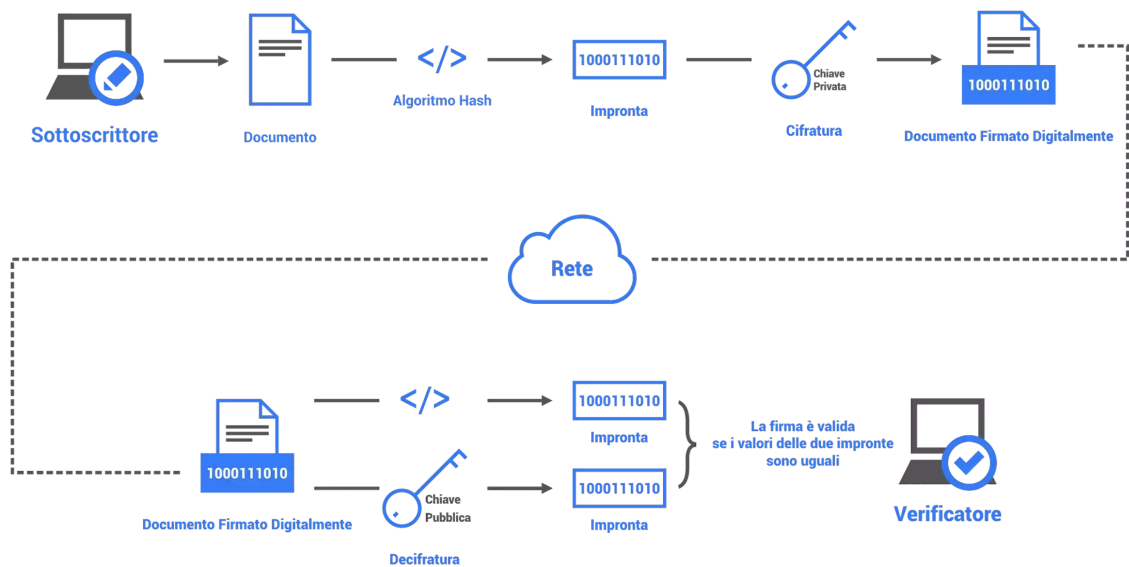 Sottoscrittore
Documento
</>
Algoritmo Hash
1000111010
Impronta
Chiave
Privata
Cifratura
1000111010
Documento Firmato Digitalmente
Rete
1000111010
Documento Firmato Digitalmente
</>
1000111010
Impronta
Chiave
Pubblica
Decifratura
1000111010
Impronta
La firma è valida
se i valori delle due impronte
sono uguali
Verificatore